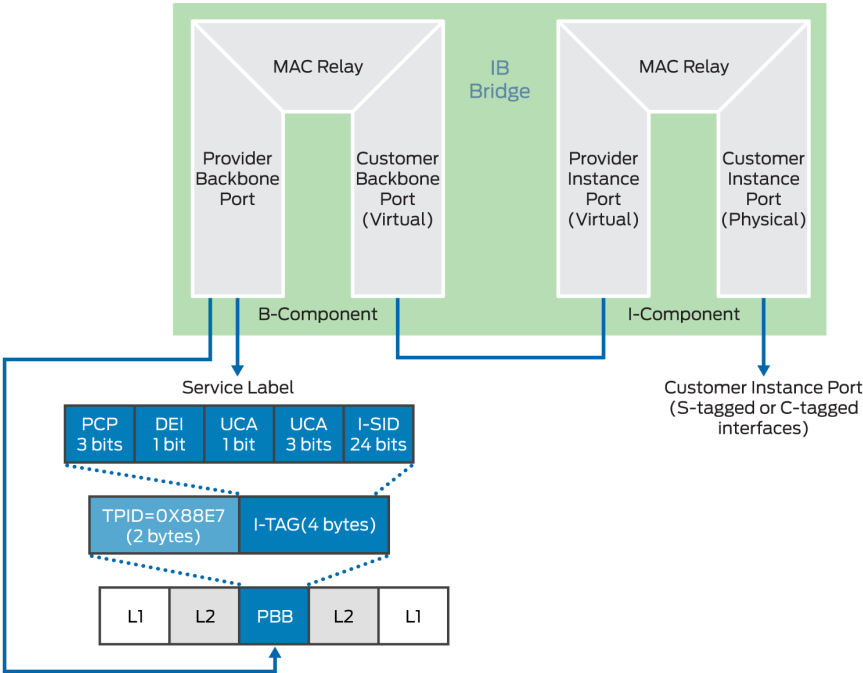 MAC Relay
IB
Bridge
MAC Relay
Provider
Backbone
Port
Customer
Backbone
Port
(Virtual)
Provider
Instance
Port
(Virtual)
Customer
Instance
Port
(Physical)
B-Component
I-Component
Service Label
Customer Instance Port
(S-tagged or C-tagged
interfaces)
PCP
3 bits
DEI
1 bit
UCA
1 bit
UCA
3 bits
I-SID
24 bits
TPID=0X88E7
(2 bytes)
I-TAG(4 bytes)
L1
L2
PBB
L2
L1